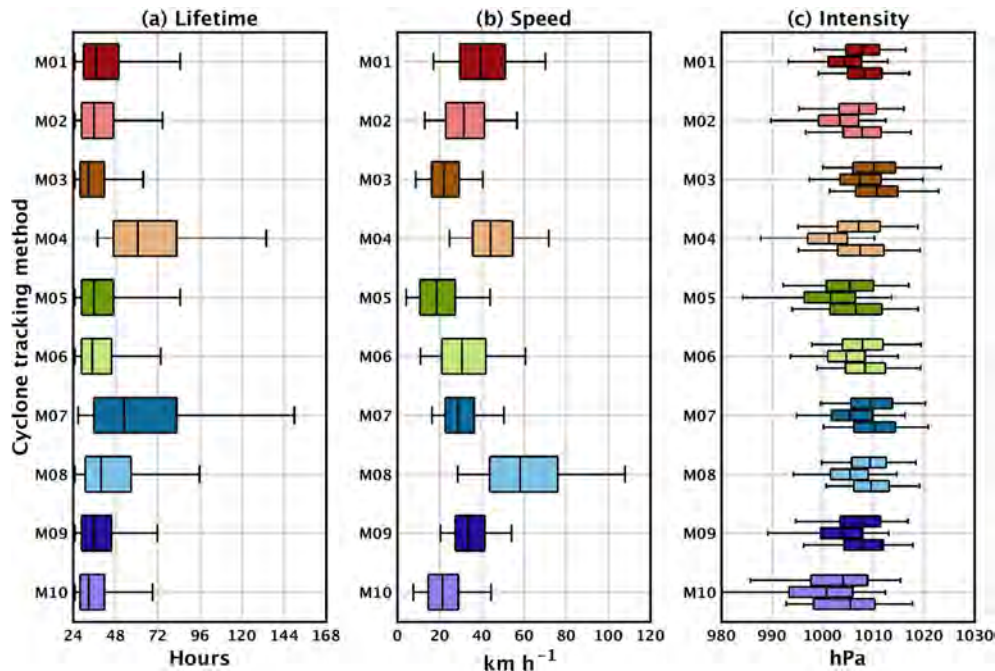 (a) Lifetime (b) Speed (c) Intensity
Cyclone tracking method
M01 M01 M01
M02 M02 M02
M03 M03 M03
M04 M04 M04
M05 M05 M05
M06 M06 M06
M07 M07 M07
M08 M08 M08
M09 M09 M09
M10 M10 M10
24 48 72 96 120 144 168 0 20 40 60 80 100 120 980 990 1000 1010 1020 1030
Hours km h⁻¹ hPa